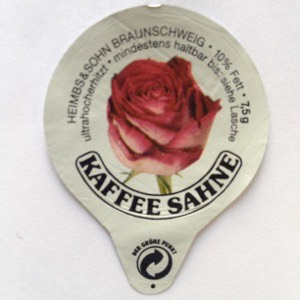 HEIMBS&SOHN BRAUNSCHWEIG · 10% Fett · 7,5 g
ultrahocherhitzt · mindestens haltbar bis: siehe Lasche
KAFFEE SAHNE
DER GRÜNE PUNKT